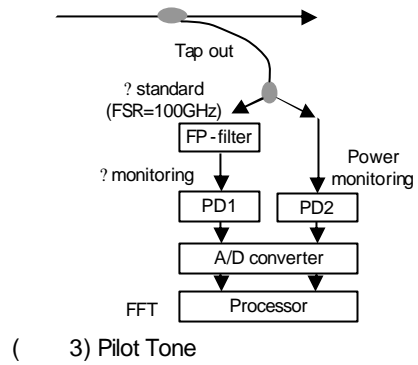 Tap out
? standard
(FSR=100GHz)
FP-filter
Power
monitoring
? monitoring
PD1
PD2
A/D converter
FFT
Processor
( 3) Pilot Tone